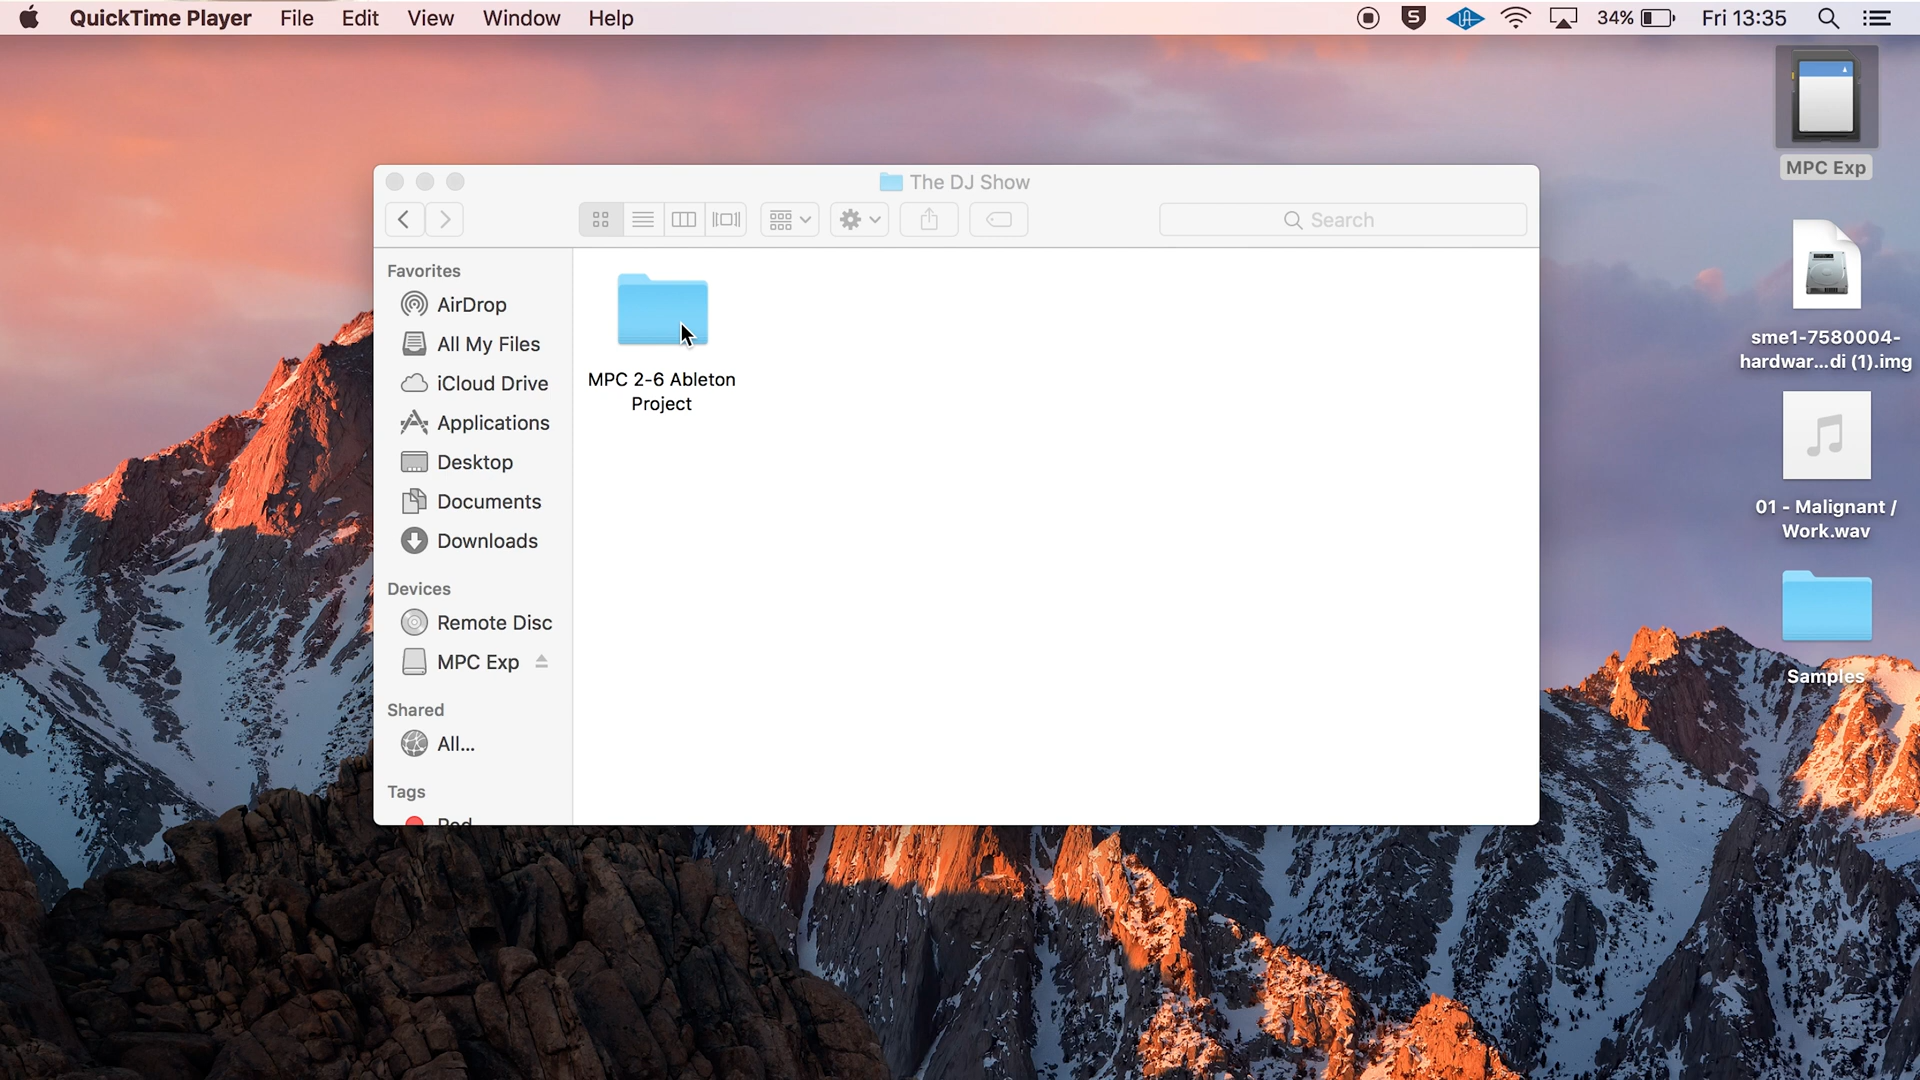 QuickTime Player File Edit View Window Help 34% Fri 13:35
The DJ Show
Search
Favorites
AirDrop
All My Files
iCloud Drive
Applications
Desktop
Documents
Downloads
Devices
Remote Disc
MPC Exp
Shared
All...
Tags
Red
MPC 2-6 Ableton
Project
MPC Exp
sme1-7580004-
hardwar...di (1).img
01 - Malignant /
Work.wav
Samples